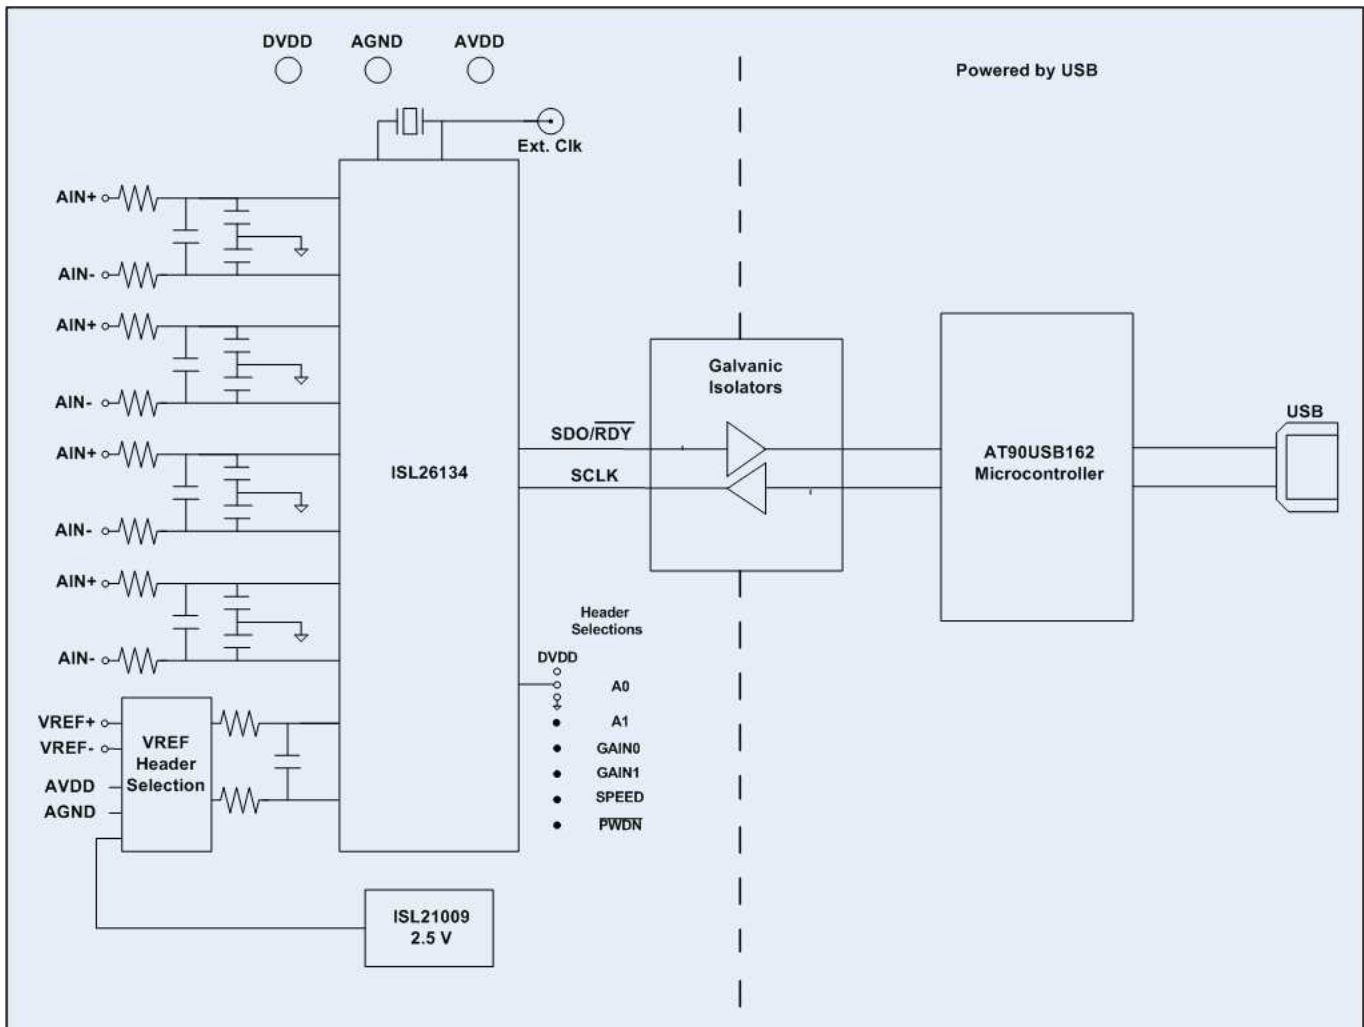 DVDD
AGND
AVDD
Powered by USB
Ext. Clk
AIN+
AIN-
AIN+
AIN-
AIN+
AIN-
AIN+
AIN-
ISL26134
Galvanic
Isolators
SDO/RDY
SCLK
AT90USB162
Microcontroller
USB
Header
Selections
DVDD
A0
A1
GAIN0
GAIN1
SPEED
PWDN
VREF+
VREF-
AVDD
AGND
VREF
Header
Selection
ISL21009
2.5 V